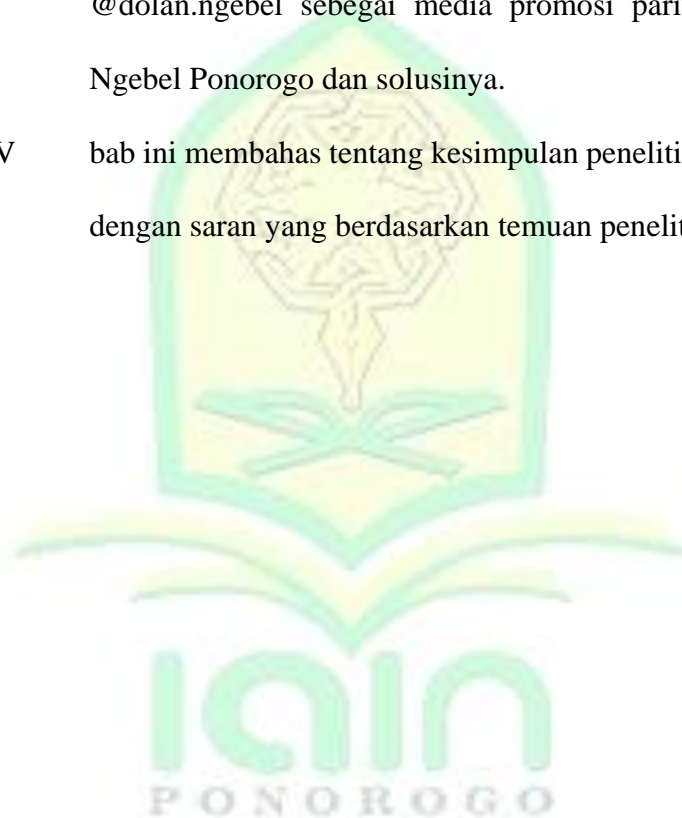 @dolan.ngebel sebegai media promosi pari
Ngebel Ponorogo dan solusinya.
V bab ini membahas tentang kesimpulan peneliti
dengan saran yang berdasarkan temuan penelit
iain
PONOROGO